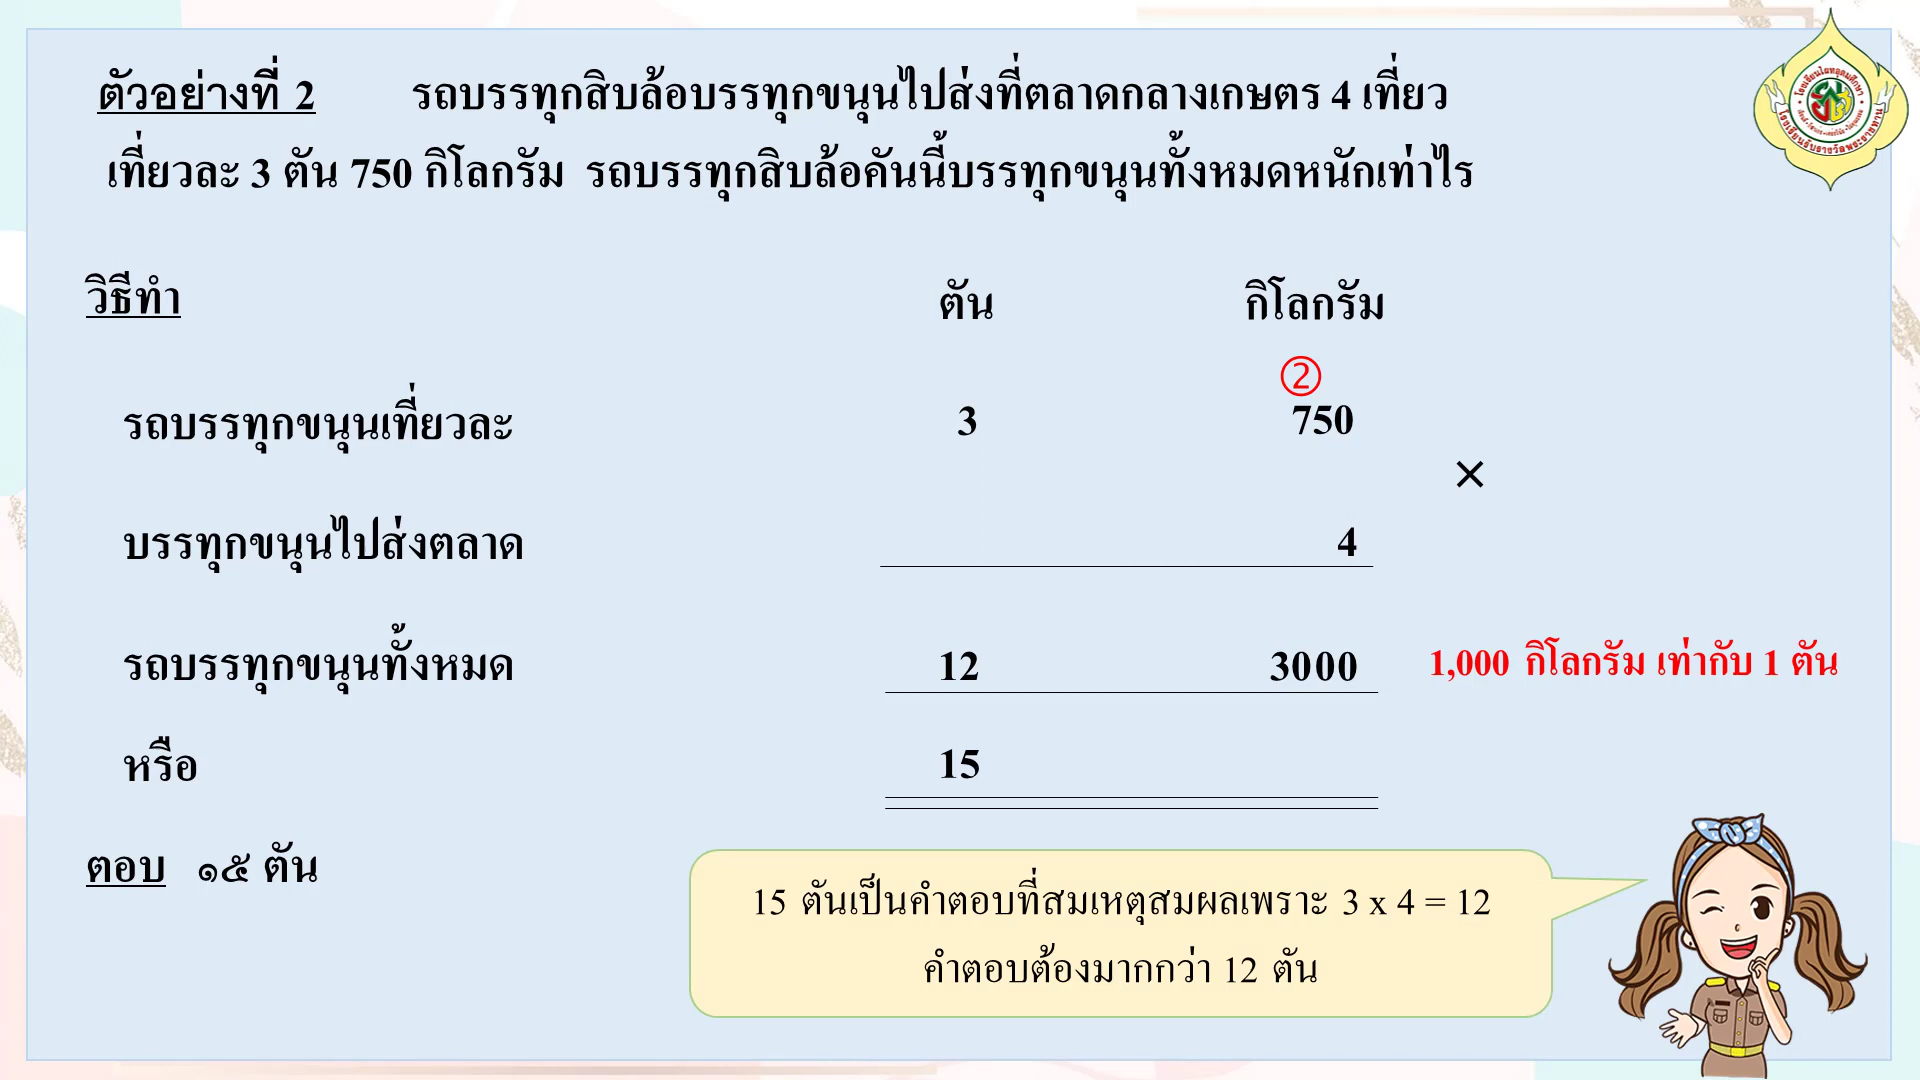 ตัวอย่างที่ 2 รถบรรทุกสิบล้อบรรทุกขนุนไปส่งที่ตลาดกลางเกษตร 4 เที่ยว
เที่ยวละ 3 ตัน 750 กิโลกรัม รถบรรทุกสิบล้อคันนี้บรรทุกขนุนทั้งหมดหนักเท่าไร
วิธีทำ ตัน กิโลกรัม
②
รถบรรทุกขนุนเที่ยวละ 3 750
×
บรรทุกขนุนไปส่งตลาด 4
รถบรรทุกขนุนทั้งหมด 12 3000 1,000 กิโลกรัม เท่ากับ 1 ตัน
หรือ 15
ตอบ ๑๕ ตัน
15 ตันเป็นคำตอบที่สมเหตุสมผลเพราะ 3 x 4 = 12
คำตอบต้องมากกว่า 12 ตัน